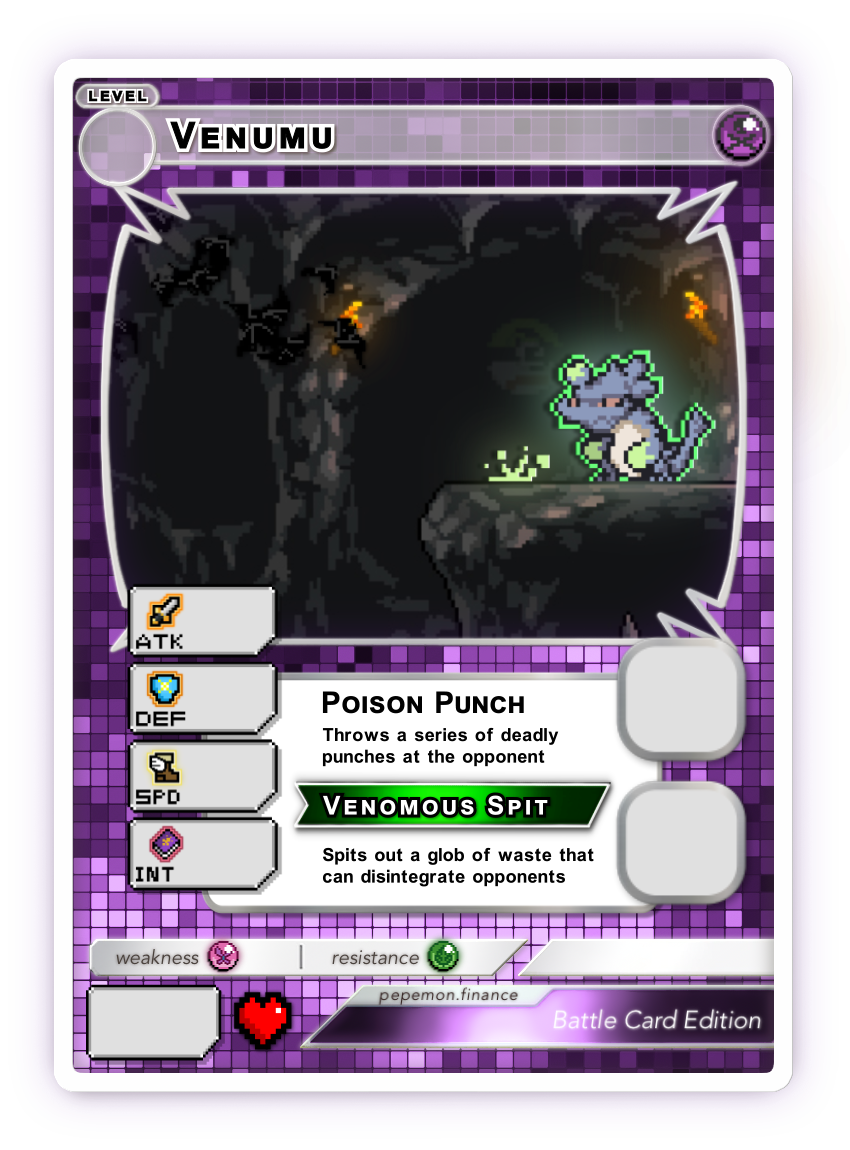 LEVEL
VENUMU
ATK
DEF
SPD
INT
POISON PUNCH
Throws a series of deadly
punches at the opponent
VENOMOUS SPIT
Spits out a glob of waste that
can disintegrate opponents
weakness | resistance
pepemon.finance
Battle Card Edition